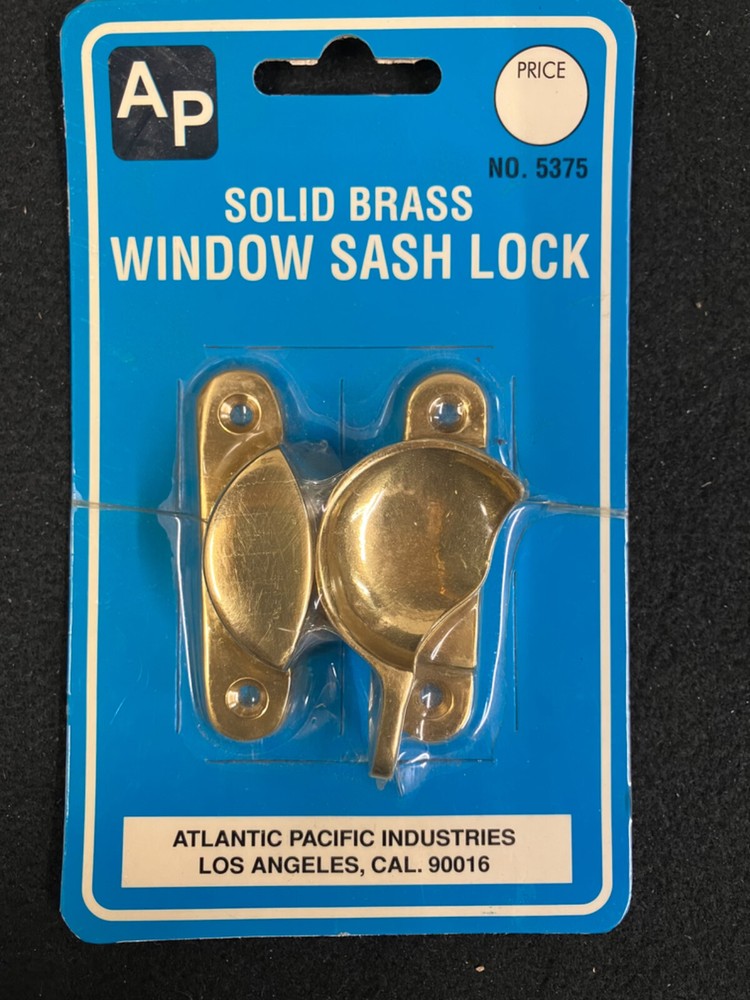 AP
PRICE
NO. 5375
SOLID BRASS
WINDOW SASH LOCK
ATLANTIC PACIFIC INDUSTRIES
LOS ANGELES, CAL. 90016